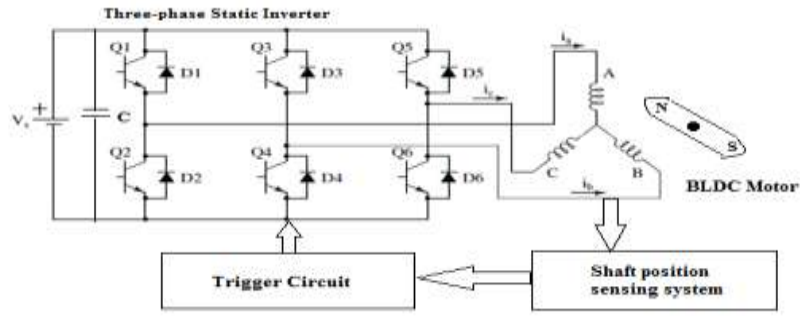 Three-phase Static Inverter
Q1
D1
Q3
D3
Q5
D5
ia
A
N
S
+
Vs
C
ic
Q2
D2
Q4
D4
Q6
D6
C
B
ib
BLDC Motor
Trigger Circuit
Shaft position
sensing system